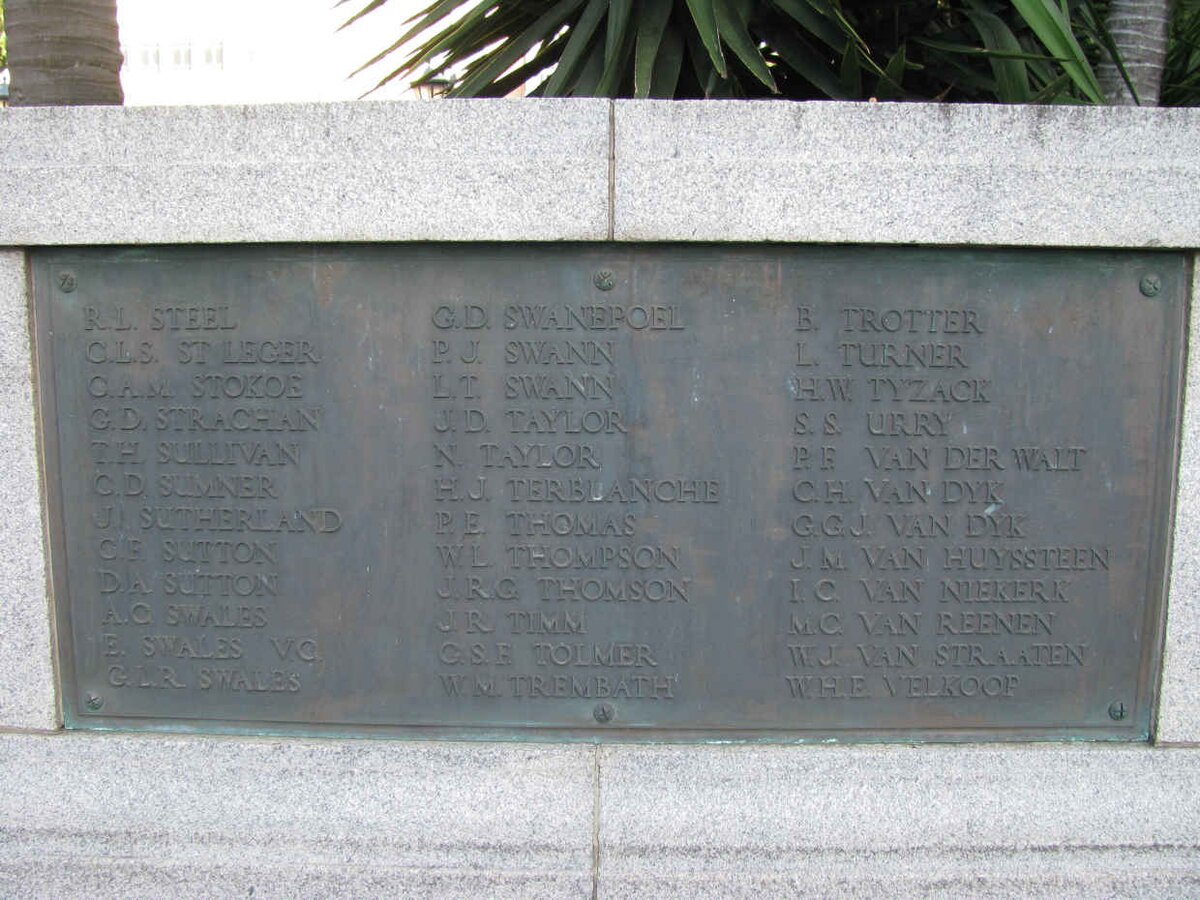 R.L. STEEL
C.L.S. ST LEGER
C.A.M. STOKOE
G.D. STRACHAN
T.H. SULLIVAN
C.D. SUMNER
J. SUTHERLAND
C.F. SUTTON
D.A. SUTTON
A.C. SWALES
E. SWALES V.C.
G.L.R. SWALES
G.D. SWANEPOEL
P.J. SWANN
L.T. SWANN
J.D. TAYLOR
N. TAYLOR
H.J. TERBLANCHE
P.E. THOMAS
W.L. THOMPSON
J.R.G. THOMSON
J.R. TIMM
G.S.F. TOLMER
W.M. TREMBATH
B. TROTTER
L. TURNER
H.W. TYZACK
S.S. URRY
P.F. VAN DER WALT
C.H. VAN DYK
G.G.J. VAN DYK
J.M. VAN HUYSSTEEN
I.C. VAN NIEKERK
M.C. VAN REENEN
W.J. VAN STRAATEN
W.H.E. VELKOOP